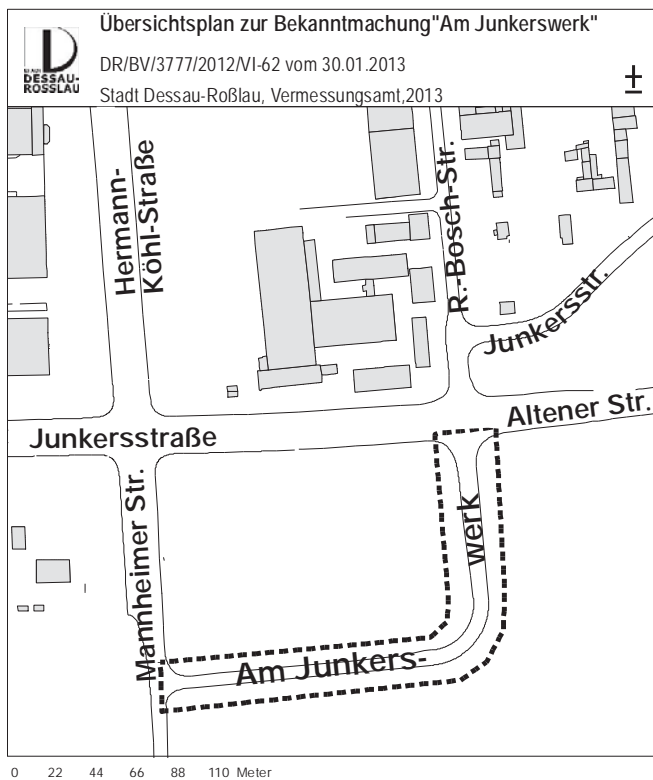 Übersichtsplan zur Bekanntmachung"Am Junkerswerk"
DR/BV/3777/2012/VI-62 vom 30.01.2013
Stadt Dessau-Roßlau, Vermessungsamt,2013
DESSAU-
ROSSLAU
Hermann-
Köhl-Straße
R.-Bosch-Str.
Junkersstr.
Altener Str.
Junkersstraße
Mannheimer Str.
werk
Am Junkers-
0 22 44 66 88 110 Meter